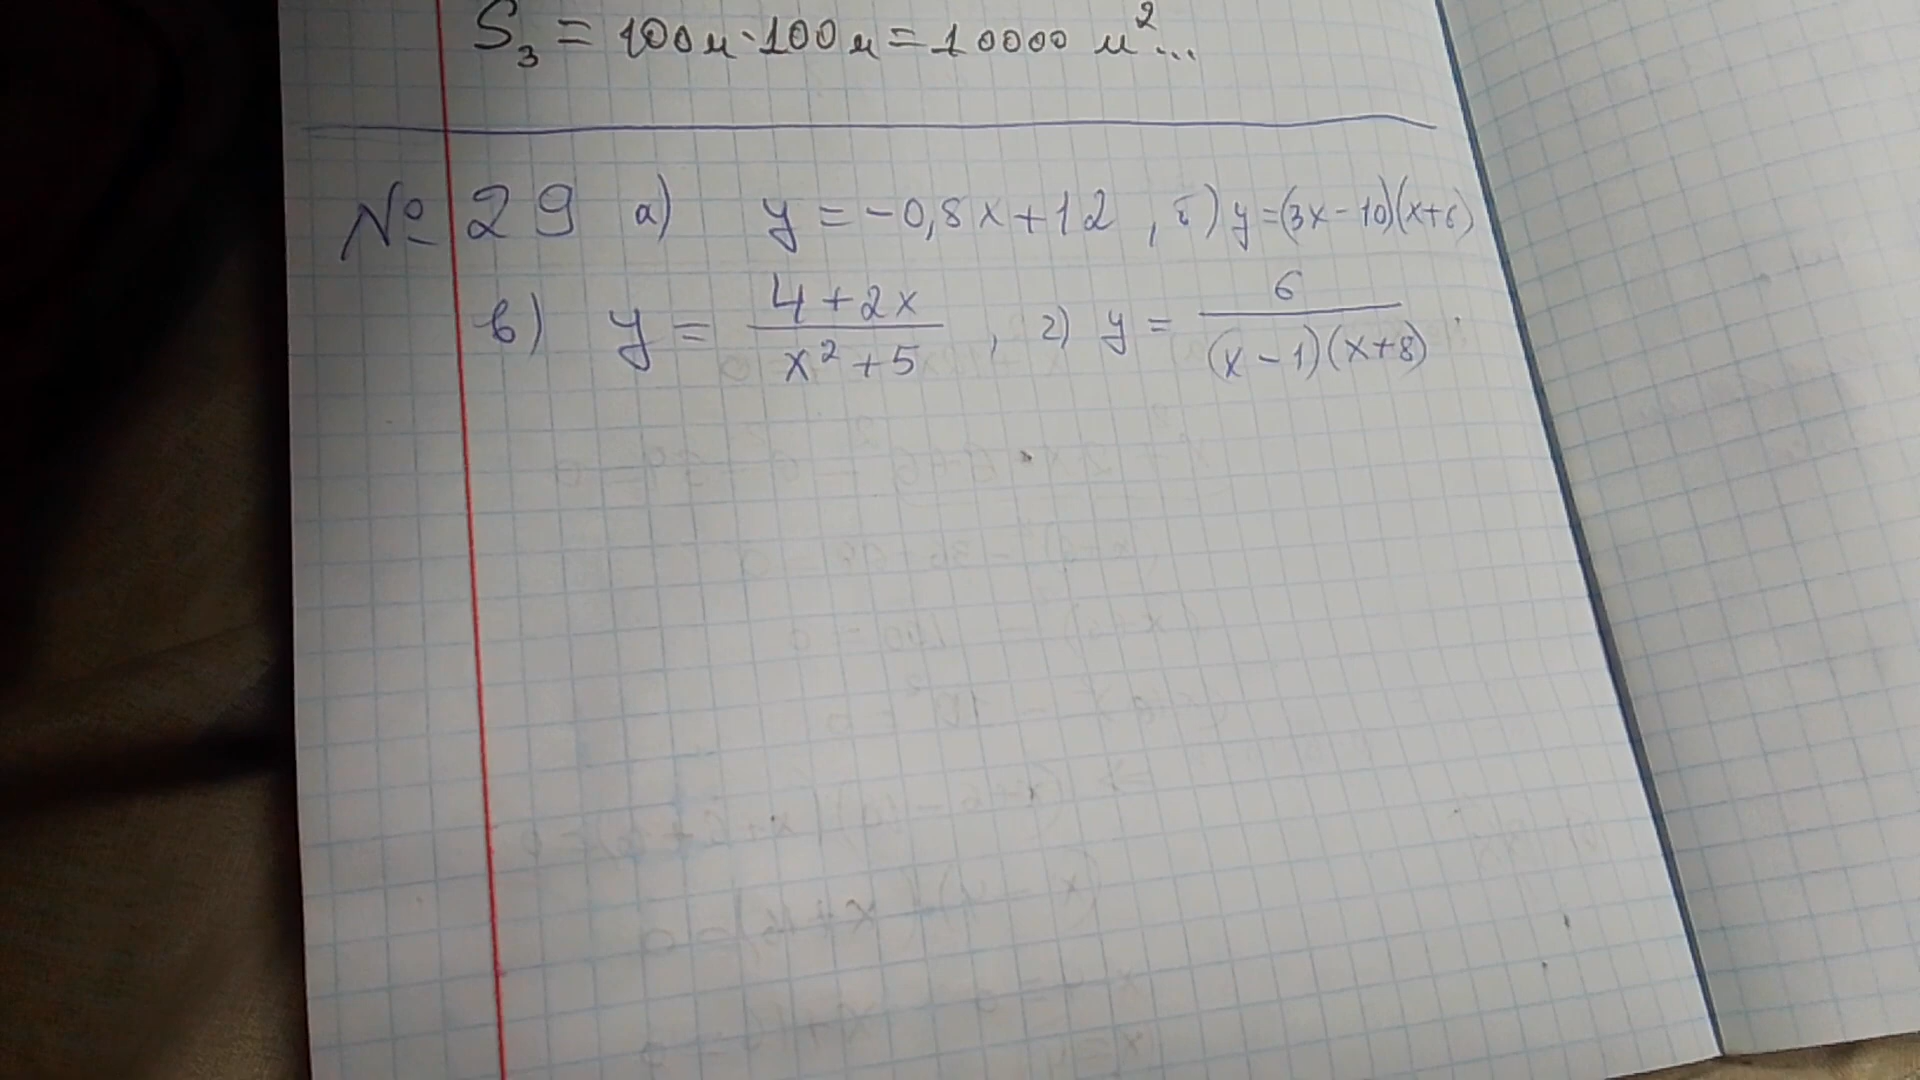 S₃ = 100м·100м = 10000 м²...
№ 29 а) y = -0,8x+12, б) y=(3x-10)(x+6)
в) y = (4+2x)/(x²+5), г) y = 6/((x-1)(x+8)).